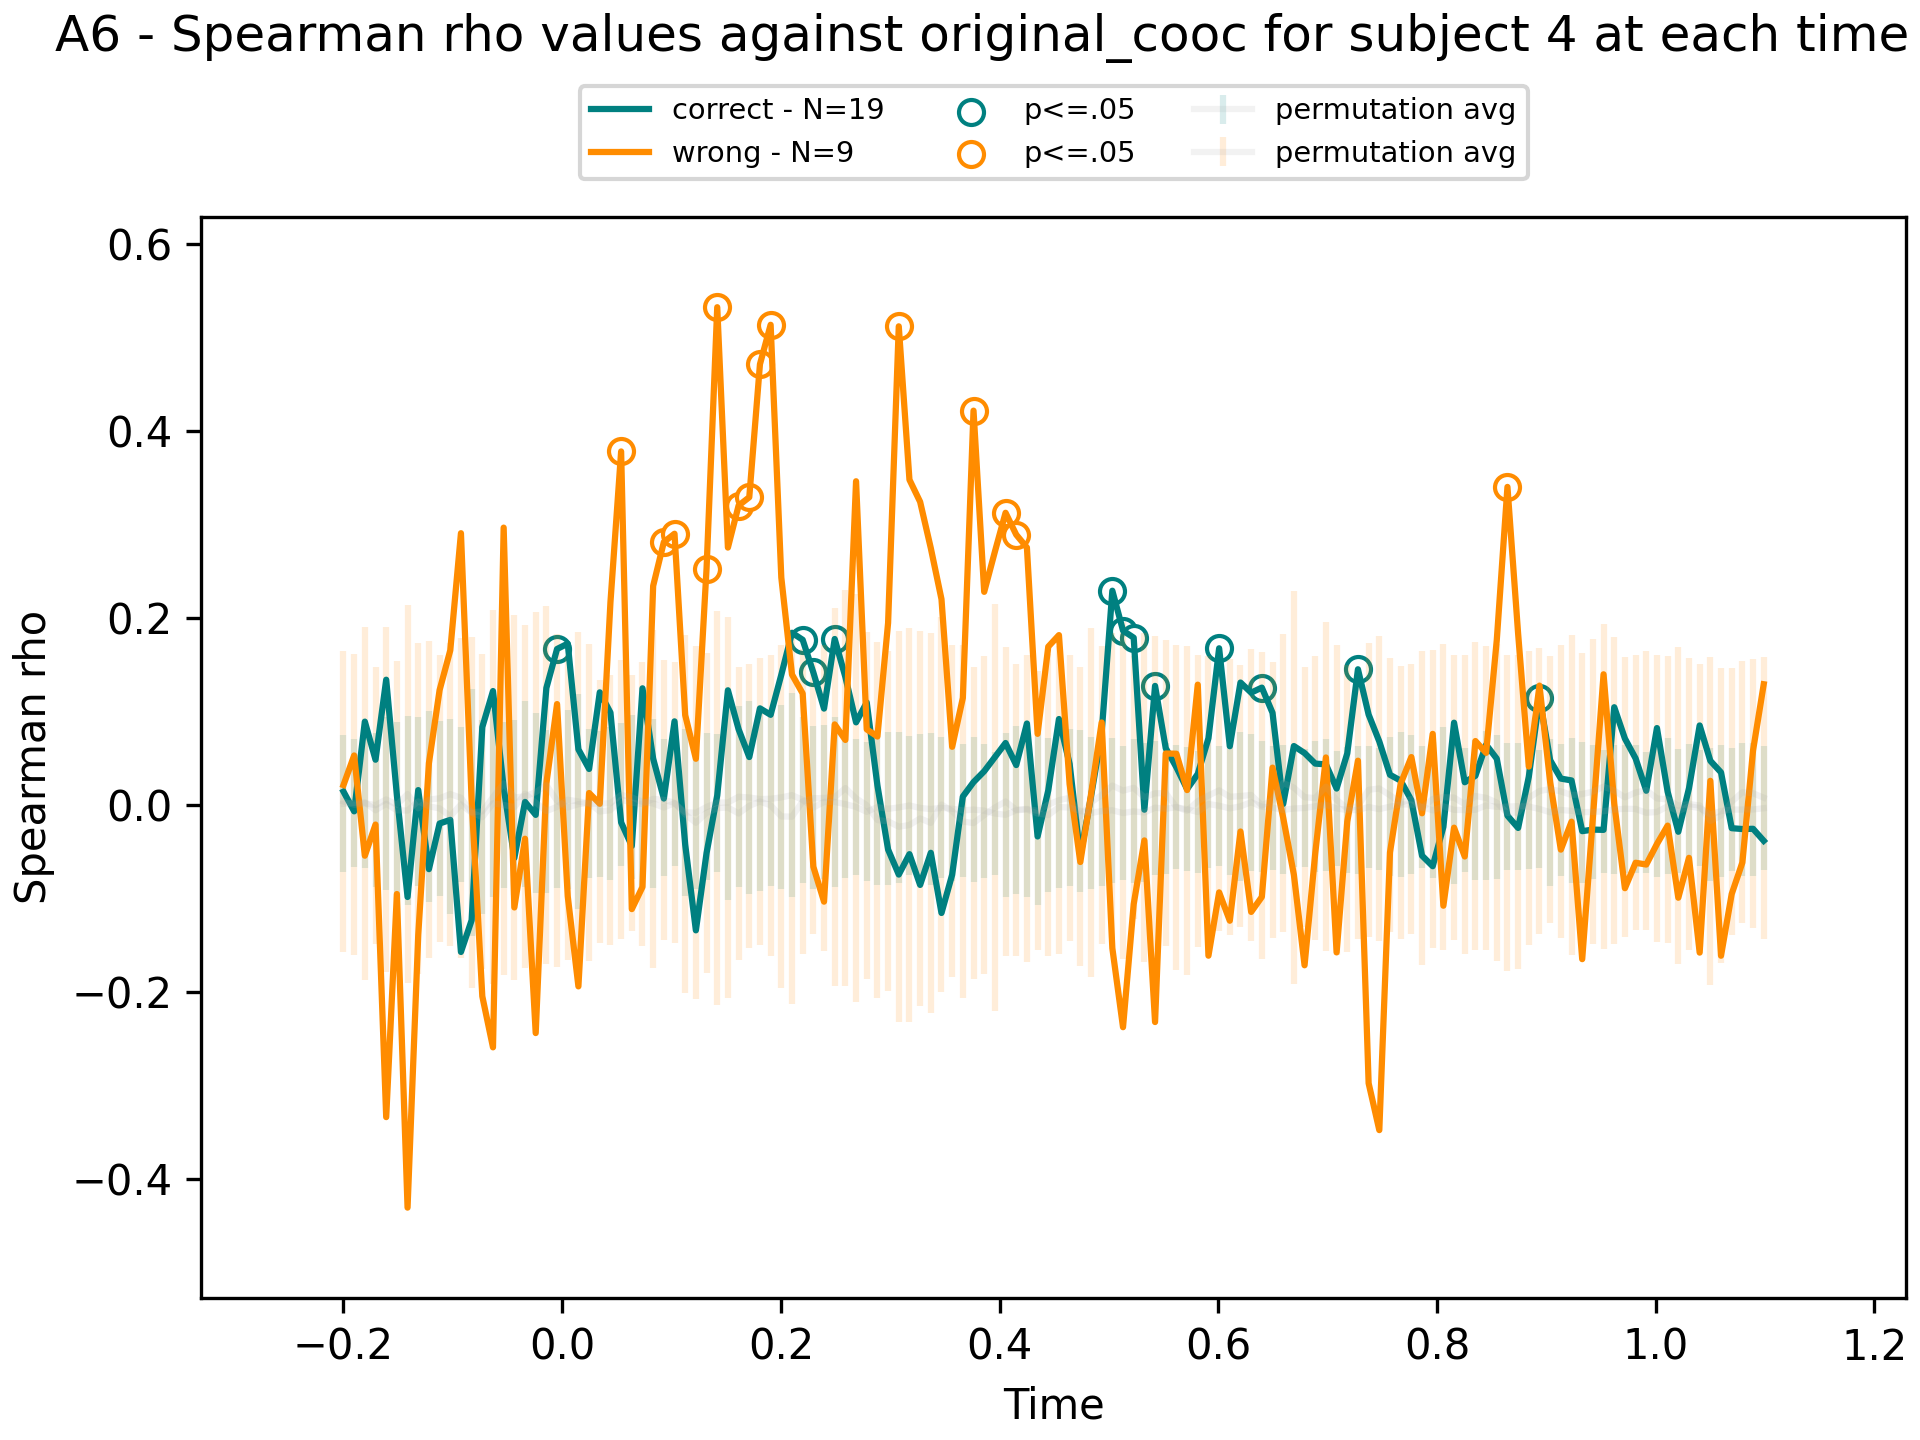 A6 - Spearman rho values against original_cooc for subject 4 at each time
correct - N=19
wrong - N=9
p<=.05
p<=.05
permutation avg
permutation avg
Spearman rho
0.6
0.4
0.2
0.0
−0.2
−0.4
−0.2
0.0
0.2
0.4
0.6
0.8
1.0
1.2
Time